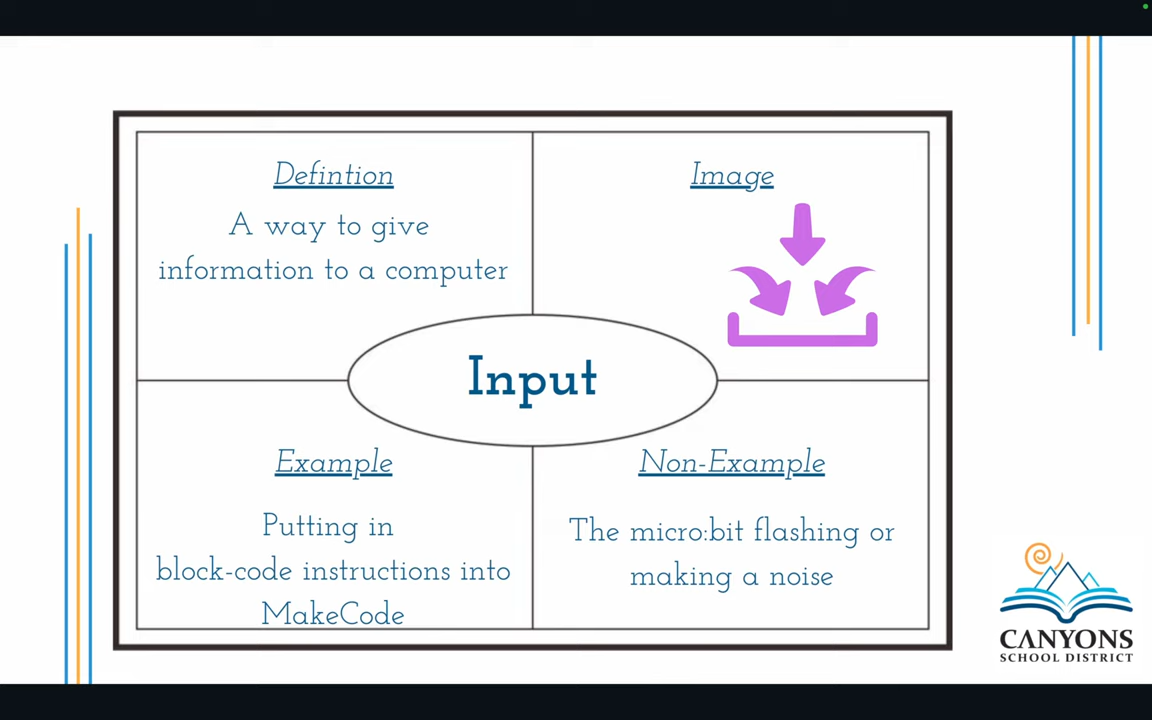 Defintion
A way to give
information to a computer
Image
Input
Example
Putting in
block-code instructions into
MakeCode
Non-Example
The micro:bit flashing or
making a noise
CANYONS
SCHOOL DISTRICT